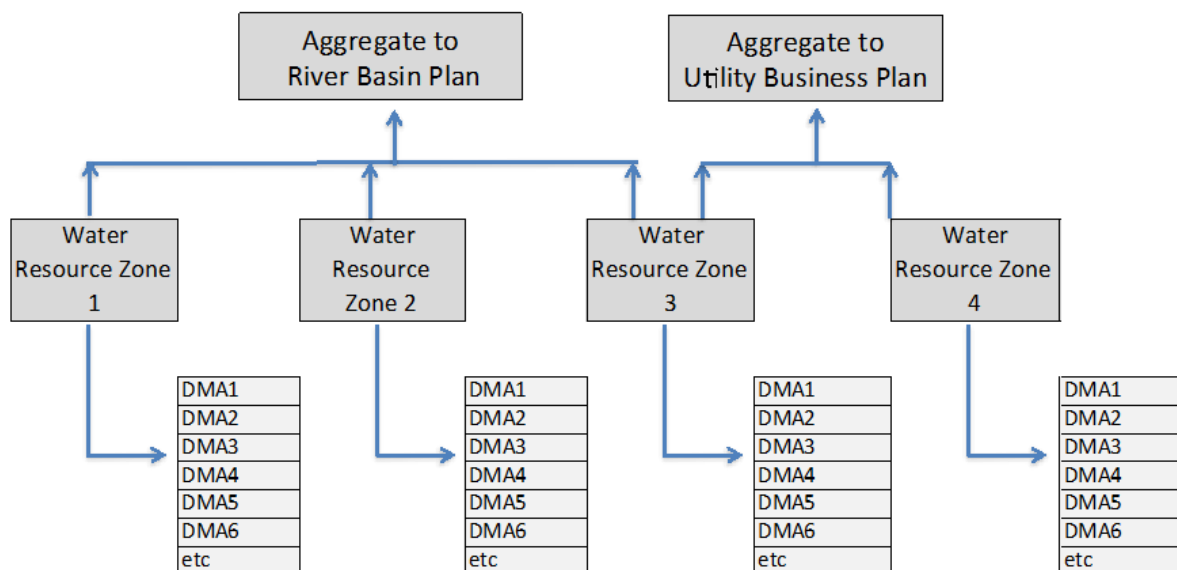 Aggregate to
River Basin Plan
Aggregate to
Utility Business Plan
Water
Resource Zone
1
Water
Resource
Zone 2
Water
Resource Zone
3
Water
Resource Zone
4
DMA1
DMA2
DMA3
DMA4
DMA5
DMA6
etc
DMA1
DMA2
DMA3
DMA4
DMA5
DMA6
etc
DMA1
DMA2
DMA3
DMA4
DMA5
DMA6
etc
DMA1
DMA2
DMA3
DMA4
DMA5
DMA6
etc